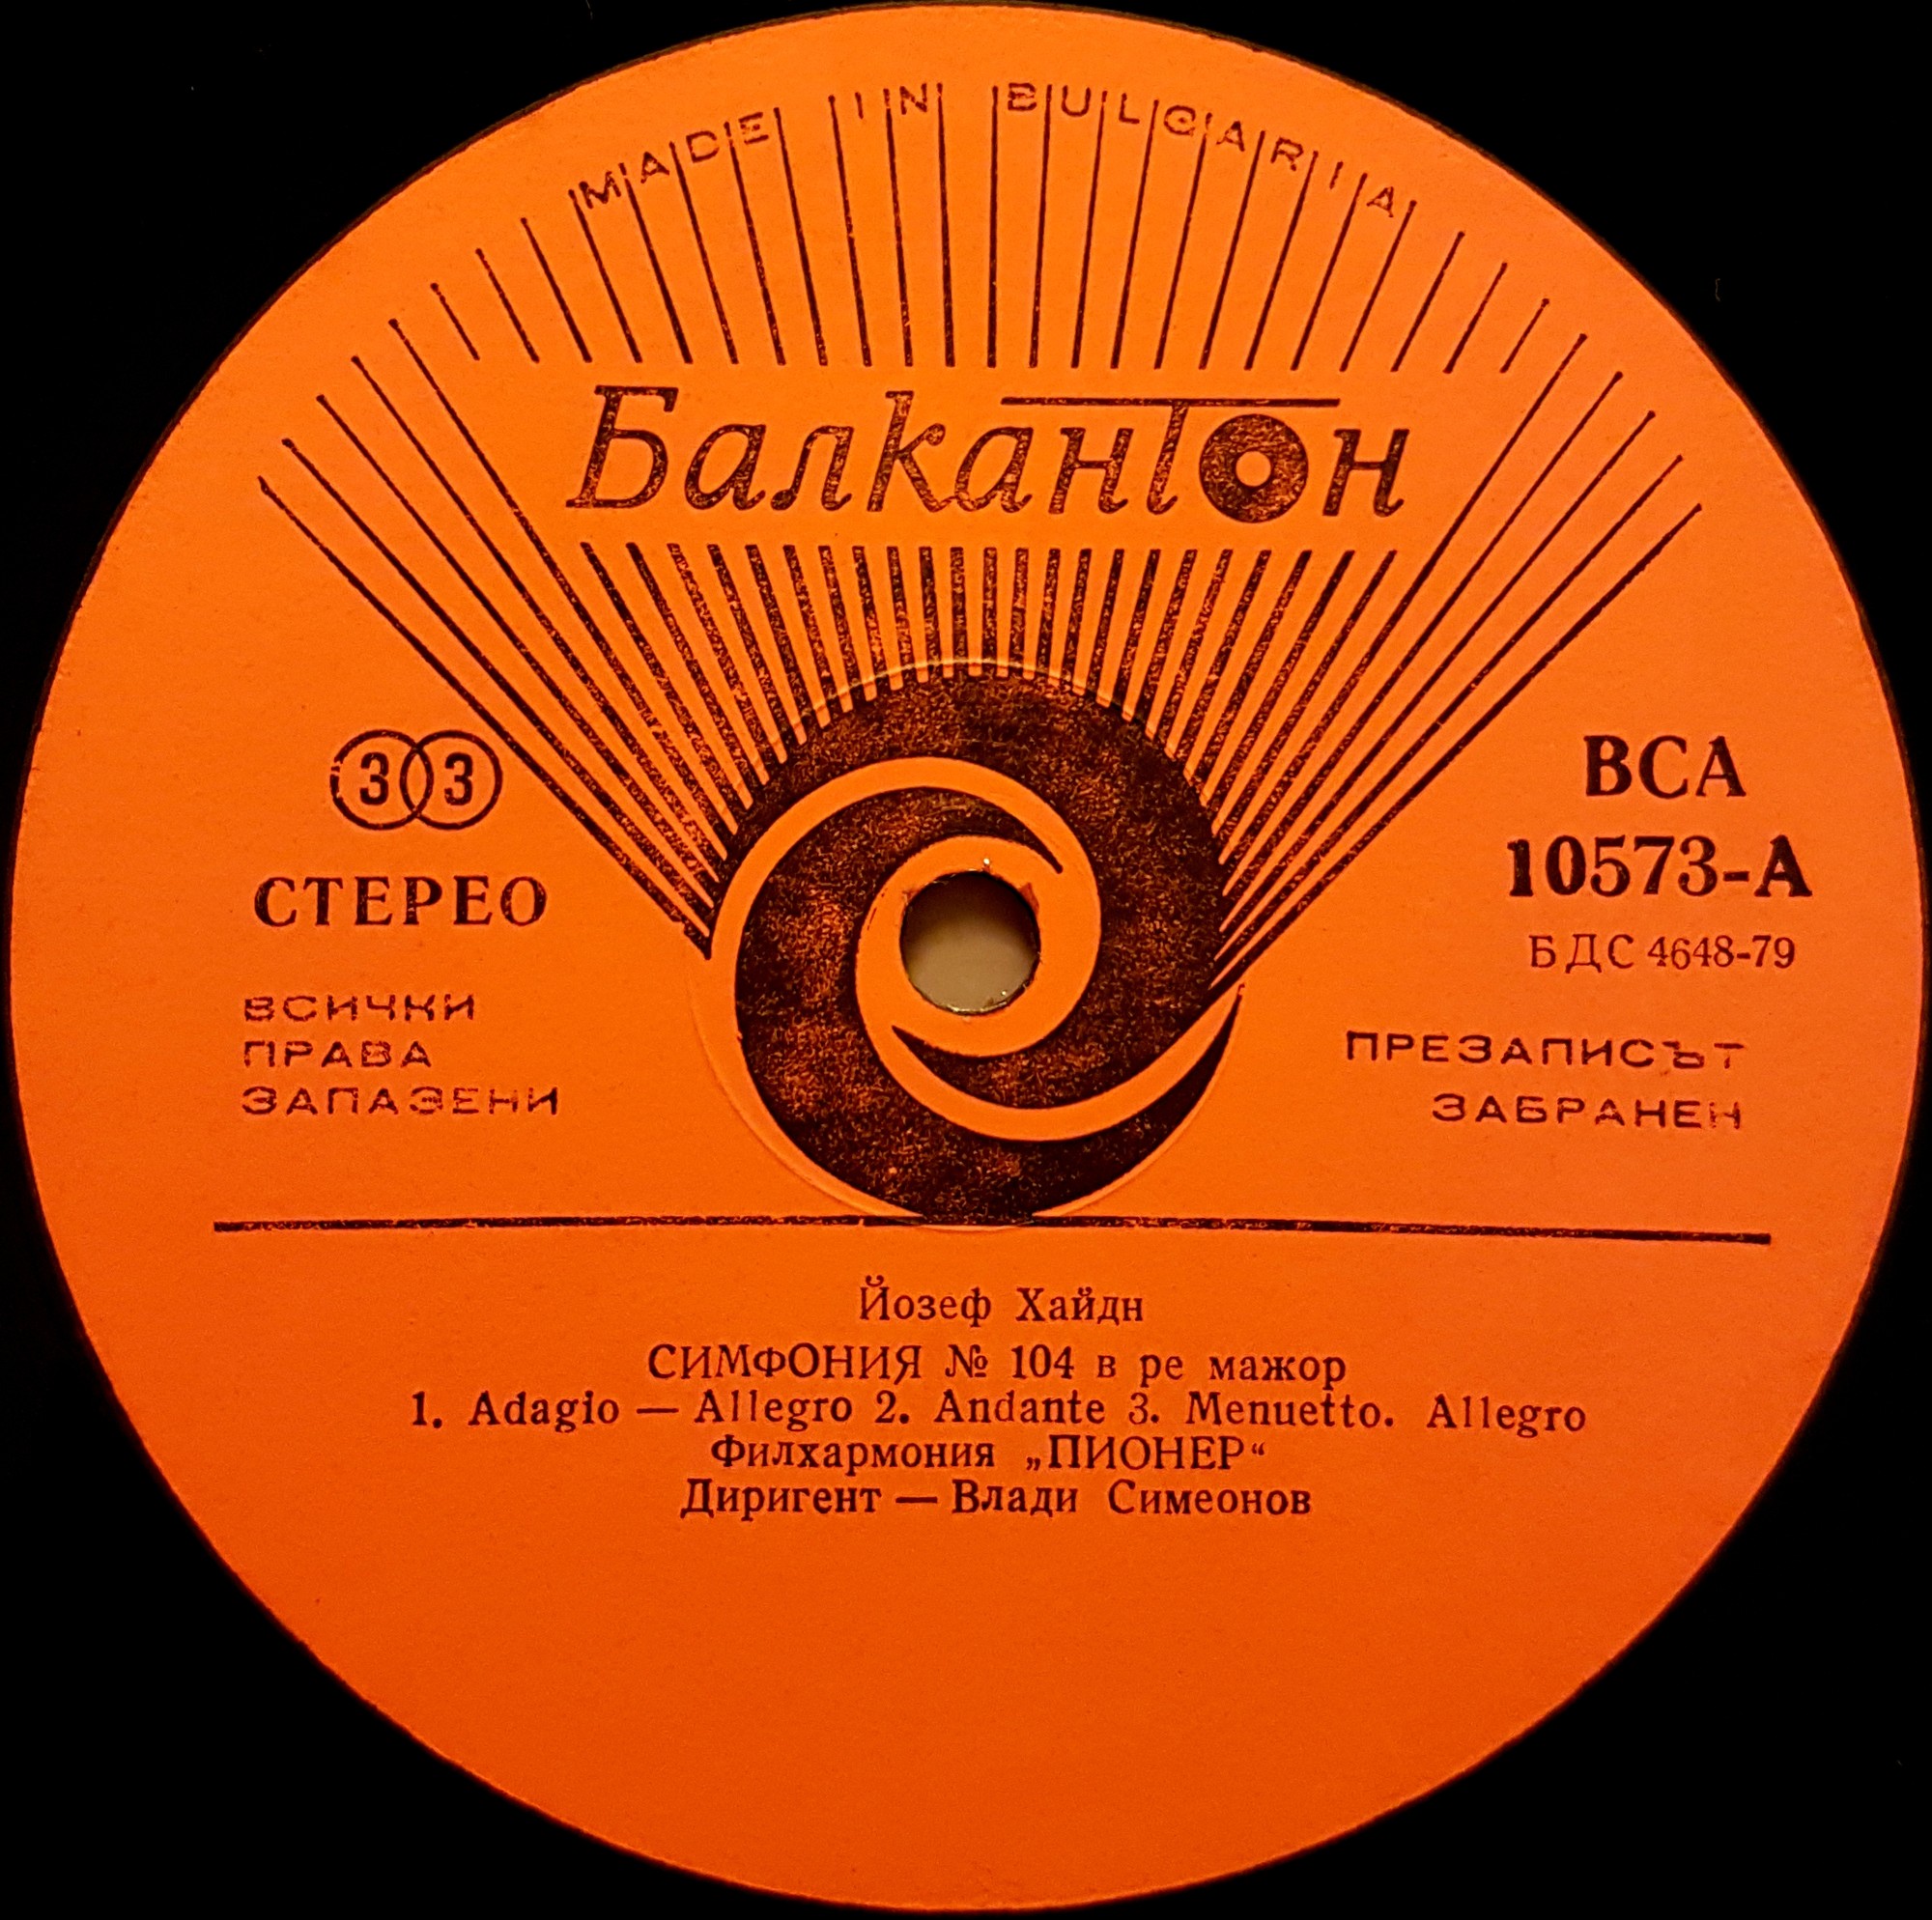 MADE IN BULGARIA
Балкантон
33
СТЕРЕО
ВСИЧКИ
ПРАВА
ЗАПАЗЕНИ
ВСА
10573-А
БДС 4648-79
ПРЕЗАПИСЪТ
ЗАБРАНЕН
Йозеф Хайдн
СИМФОНИЯ № 104 в ре мажор
1. Adagio — Allegro 2. Andante 3. Menuetto. Allegro
Филхармония „ПИОНЕР“
Диригент — Влади Симеонов